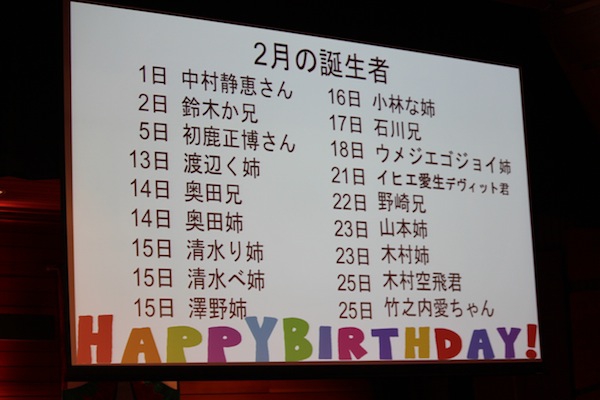 2月の誕生者
1日 中村静恵さん
2日 鈴木か兄
5日 初鹿正博さん
13日 渡辺く姉
14日 奥田兄
14日 奥田姉
15日 清水り姉
15日 清水べ姉
15日 澤野姉
16日 小林な姉
17日 石川兄
18日 ウメジエゴジョイ姉
21日 イヒエ愛生デヴィット君
22日 野崎兄
23日 山本姉
23日 木村姉
25日 木村空飛君
25日 竹之内愛ちゃん
HAPPY BIRTHDAY!